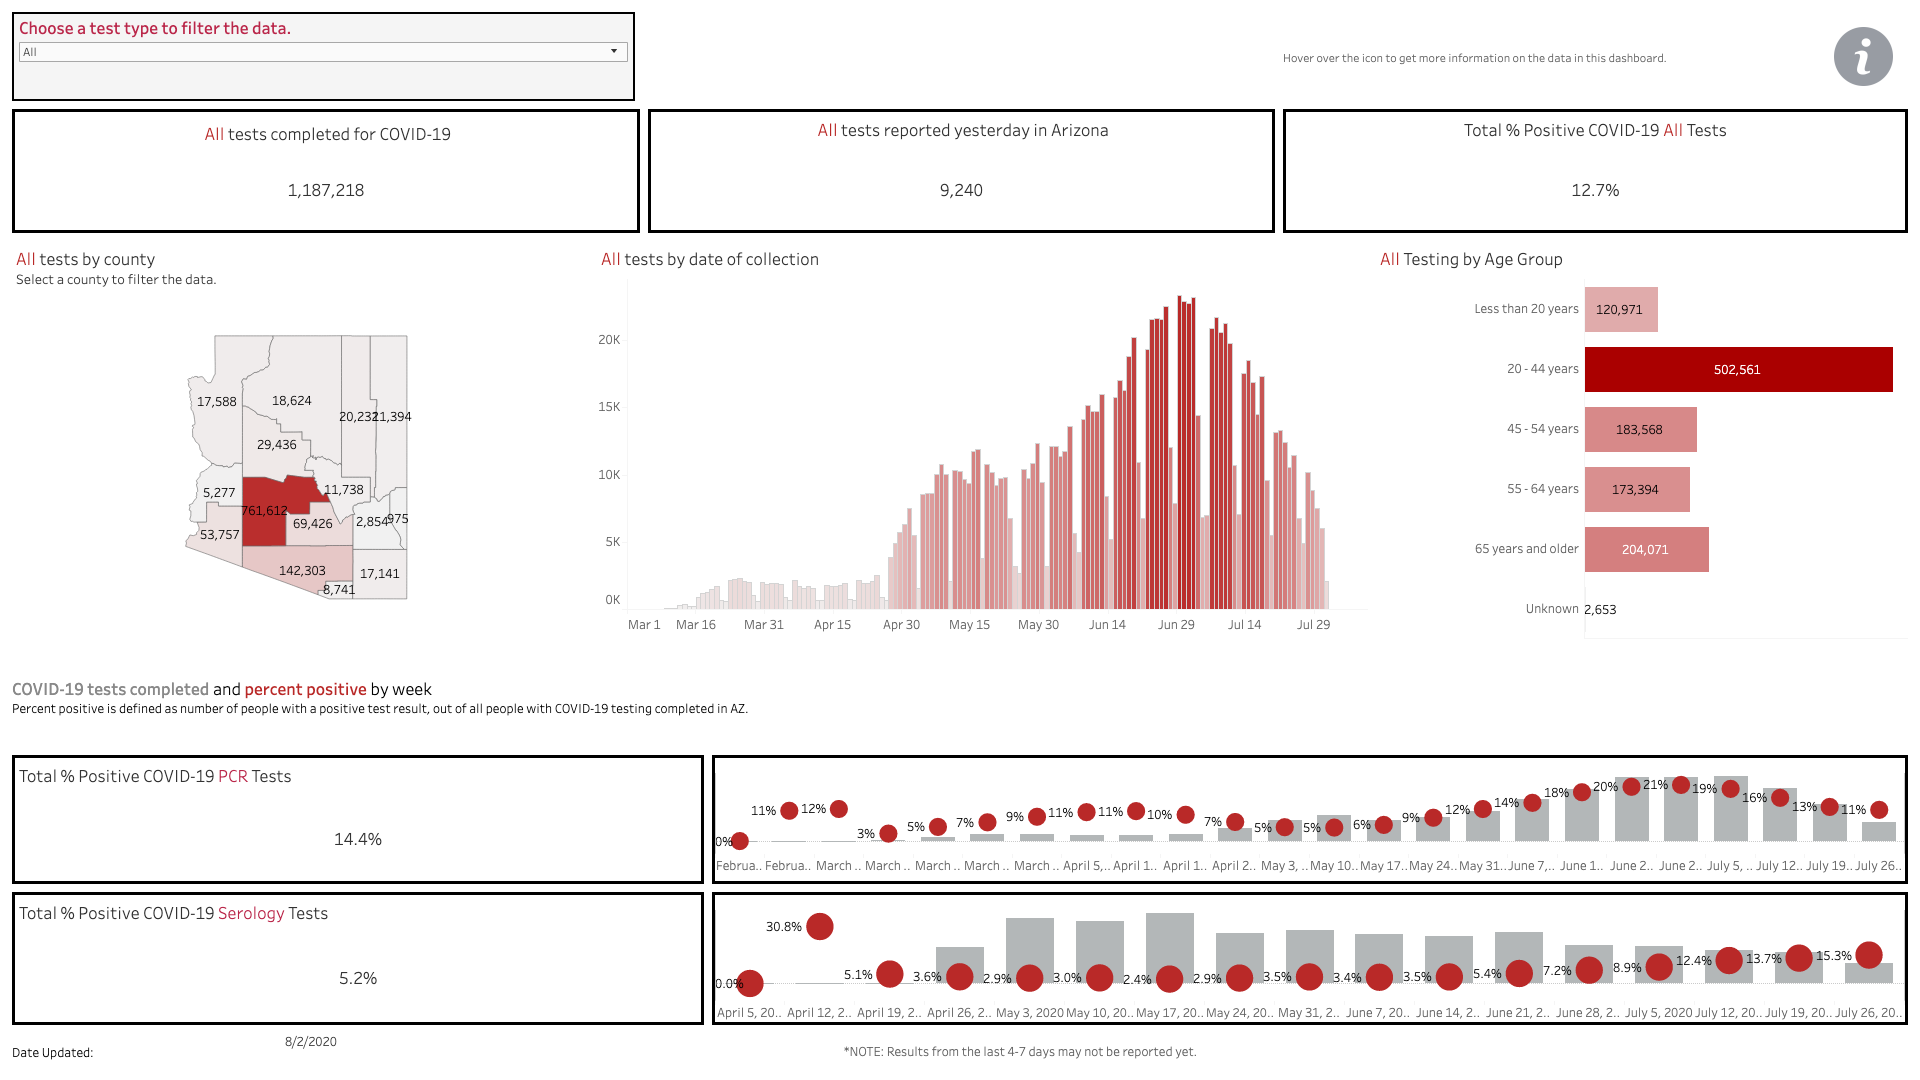 Choose a test type to filter the data.
All
Hover over the icon to get more information on the data in this dashboard.
i
All tests completed for COVID-19
1,187,218
All tests reported yesterday in Arizona
9,240
Total % Positive COVID-19 All Tests
12.7%
All tests by county
Select a county to filter the data.
17,588
18,624
20,232
11,394
29,436
5,277
11,738
761,612
69,426
2,854
975
53,757
142,303
17,141
8,741
All tests by date of collection
20K
15K
10K
5K
0K
Mar 1 Mar 16 Mar 31 Apr 15 Apr 30 May 15 May 30 Jun 14 Jun 29 Jul 14 Jul 29
All Testing by Age Group
Less than 20 years 120,971
20 - 44 years 502,561
45 - 54 years 183,568
55 - 64 years 173,394
65 years and older 204,071
Unknown 2,653
COVID-19 tests completed and percent positive by week
Percent positive is defined as number of people with a positive test result, out of all people with COVID-19 testing completed in AZ.
Total % Positive COVID-19 PCR Tests
14.4%
0% 11% 12% 3% 5% 7% 9% 11% 11% 10% 7% 5% 5% 6% 9% 12% 14% 18% 20% 21% 19% 16% 13% 11%
Februa.. Februa.. March .. March .. March .. March .. March .. April 5,.. April 1.. April 1.. April 2.. May 3, .. May 10.. May 17.. May 24.. May 31.. June 7,.. June 1.. June 2.. June 2.. July 5, .. July 12.. July 19.. July 26..
Total % Positive COVID-19 Serology Tests
5.2%
0.0% 30.8% 5.1% 3.6% 2.9% 3.0% 2.4% 2.9% 3.5% 3.4% 3.5% 5.4% 7.2% 8.9% 12.4% 13.7% 15.3%
April 5, 20.. April 12, 2.. April 19, 2.. April 26, 2.. May 3, 2020 May 10, 20.. May 17, 20.. May 24, 20.. May 31, 2.. June 7, 20.. June 14, 2.. June 21, 2.. June 28, 2.. July 5, 2020 July 12, 20.. July 19, 20.. July 26, 20..
Date Updated:
8/2/2020
*NOTE: Results from the last 4-7 days may not be reported yet.